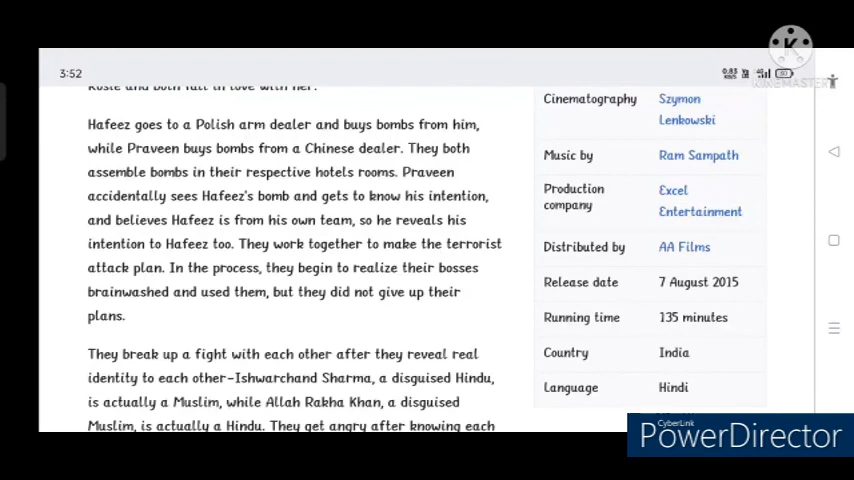 3:52
0.83
KB/S
4G
50
KINEMASTER
Rosie and both fall in love with her.
Hafeez goes to a Polish arm dealer and buys bombs from him,
while Praveen buys bombs from a Chinese dealer. They both
assemble bombs in their respective hotels rooms. Praveen
accidentally sees Hafeez's bomb and gets to know his intention,
and believes Hafeez is from his own team, so he reveals his
intention to Hafeez too. They work together to make the terrorist
attack plan. In the process, they begin to realize their bosses
brainwashed and used them, but they did not give up their
plans.
They break up a fight with each other after they reveal real
identity to each other-Ishwarchand Sharma, a disguised Hindu,
is actually a Muslim, while Allah Rakha Khan, a disguised
Muslim, is actually a Hindu. They get angry after knowing each
Cinematography Szymon
Lenkowski
Music by Ram Sampath
Production Excel
company Entertainment
Distributed by AA Films
Release date 7 August 2015
Running time 135 minutes
Country India
Language Hindi
CyberLink
PowerDirector